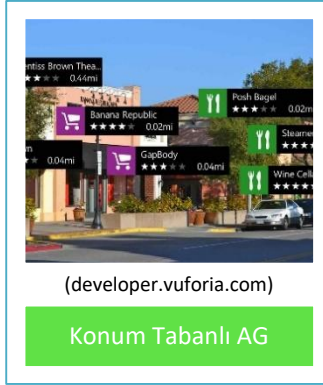 entiss Brown Thea...
0.44mi
Banana Republic
0.02mi
Posh Bagel
0.02m
m
0.04mi
GapBody
0.04mi
Steame
Wine Cella
(developer.vuforia.com)
Konum Tabanlı AG